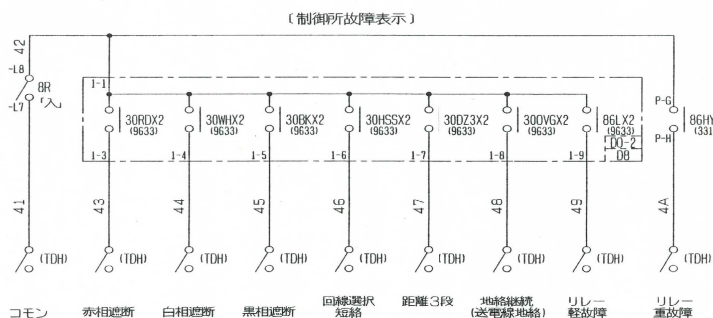 〔制御所故障表示〕
42
-L8
8R
「入」
-L7
1-1
30RDX2
(9633)
30WHX2
(9633)
30BKX2
(9633)
30HSSX2
(9633)
30DZ3X2
(9633)
30OVGX2
(9633)
86LX2
(9633)
DO-2
D8
P-G
86HY
(331
P-H
1-3
1-4
1-5
1-6
1-7
1-8
1-9
41
43
44
45
46
47
48
49
4A
(TDH)
(TDH)
(TDH)
(TDH)
(TDH)
(TDH)
(TDH)
(TDH)
(TDH)
コモン
赤相遮断
白相遮断
黒相遮断
回線選択
短絡
距離3段
地絡継続
(送電線地絡)
リレー
軽故障
リレー
重故障